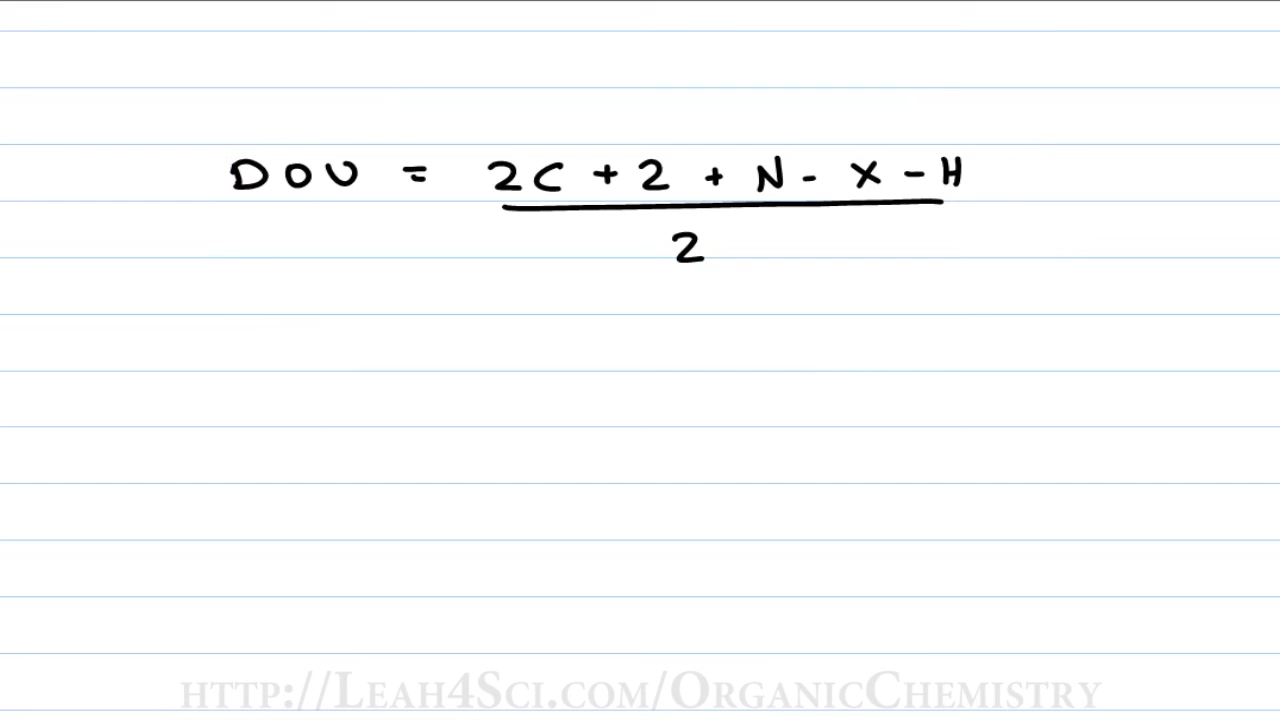 DOU = 2C + 2 + N - X - H
2
HTTP://LEAH4SCI.COM/ORGANICCHEMISTRY